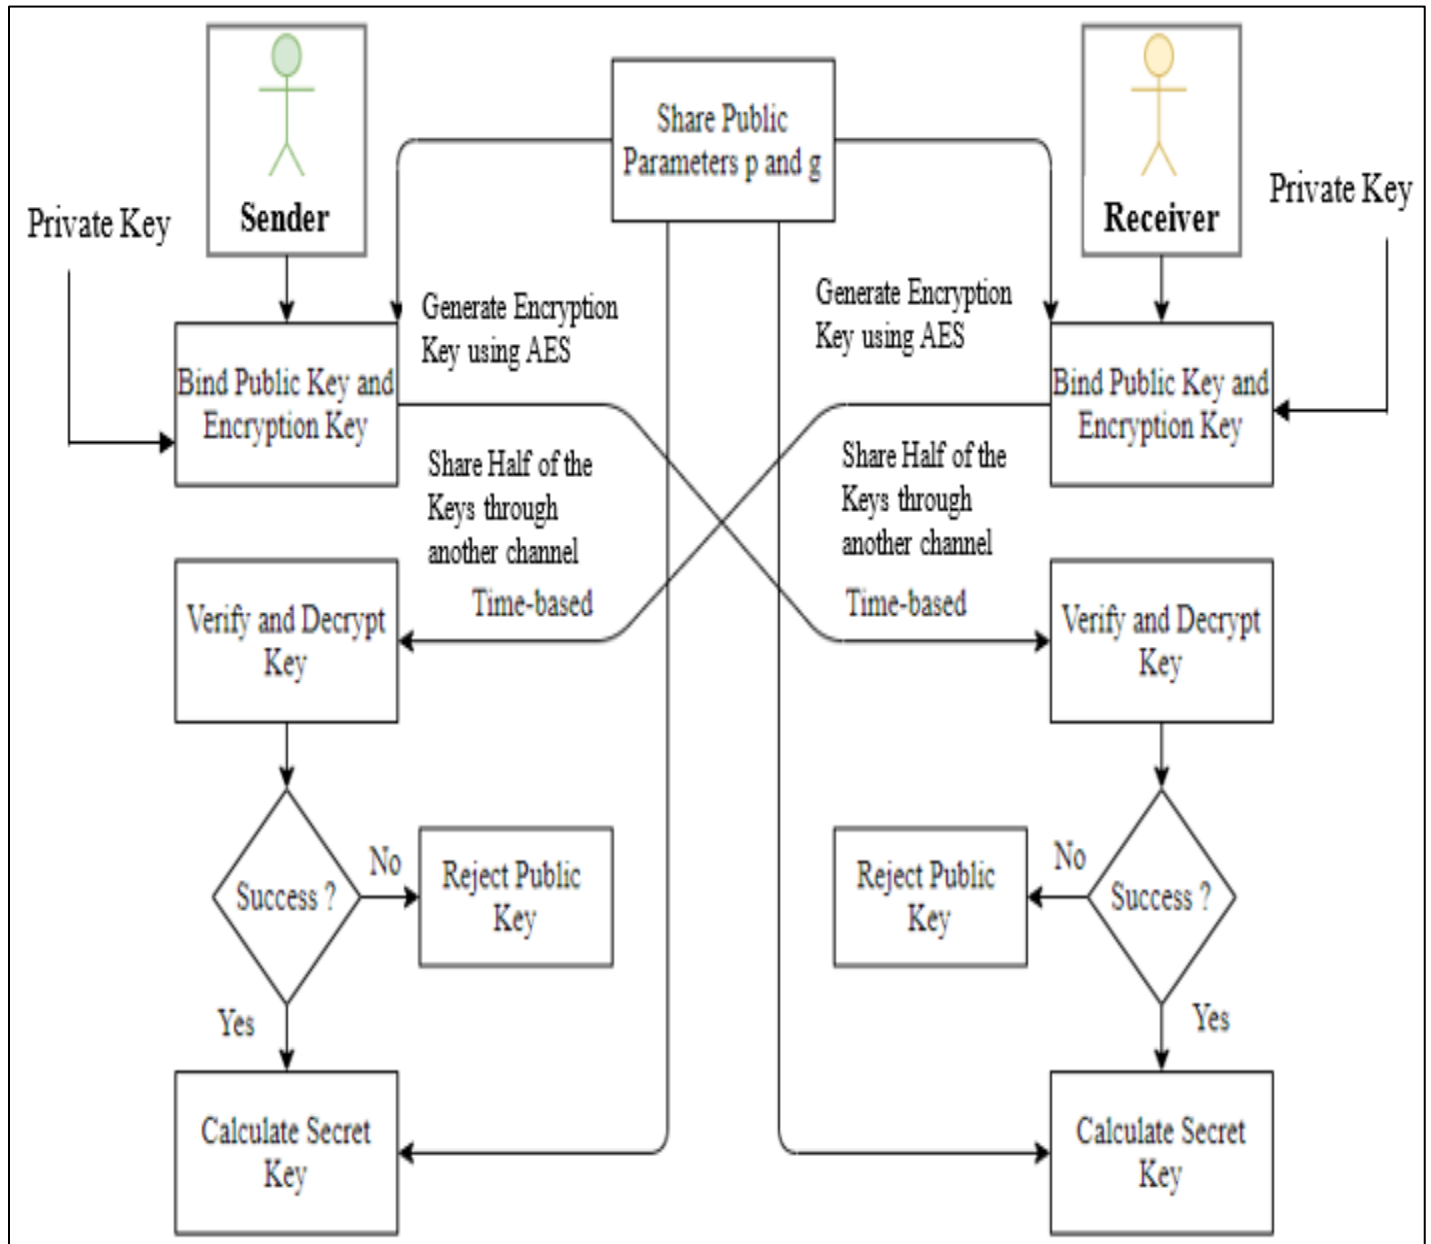 Share Public
Parameters p and g
Sender
Receiver
Private Key
Private Key
Generate Encryption
Key using AES
Generate Encryption
Key using AES
Bind Public Key and
Encryption Key
Bind Public Key and
Encryption Key
Share Half of the
Keys through
another channel
Time-based
Share Half of the
Keys through
another channel
Time-based
Verify and Decrypt
Key
Verify and Decrypt
Key
Success ?
No
Reject Public
Key
Reject Public
Key
No
Success ?
Yes
Yes
Calculate Secret
Key
Calculate Secret
Key